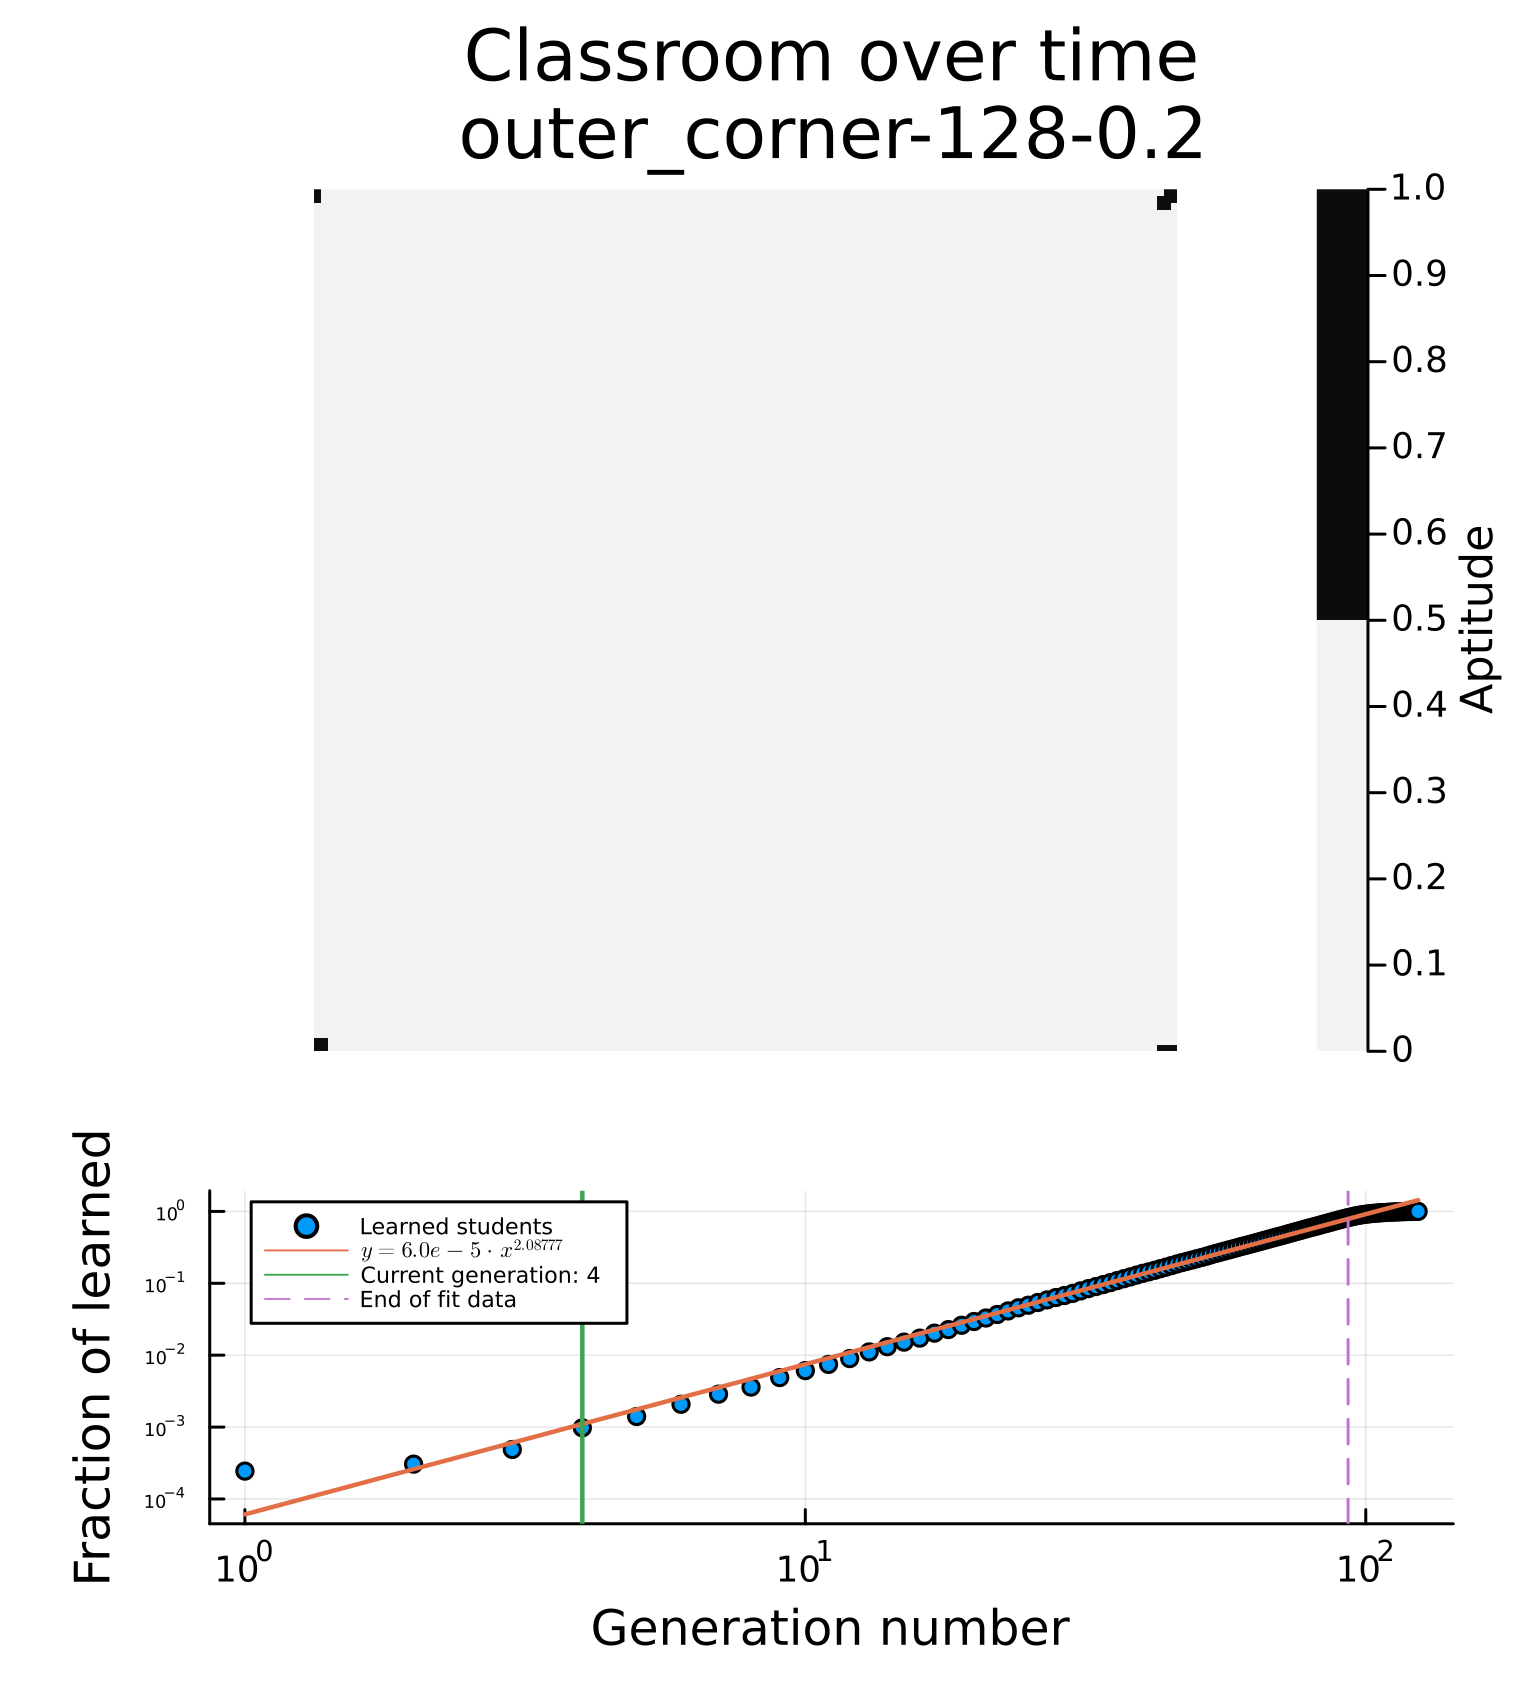 Classroom over time
outer_corner-128-0.2
1.0
0.9
0.8
0.7
0.6
0.5
0.4
0.3
0.2
0.1
0
Aptitude
Fraction of learned
10^0
10^-1
10^-2
10^-3
10^-4
Learned students
y = 6.0e − 5 · x^2.08777
Current generation: 4
End of fit data
10^0
10^1
10^2
Generation number